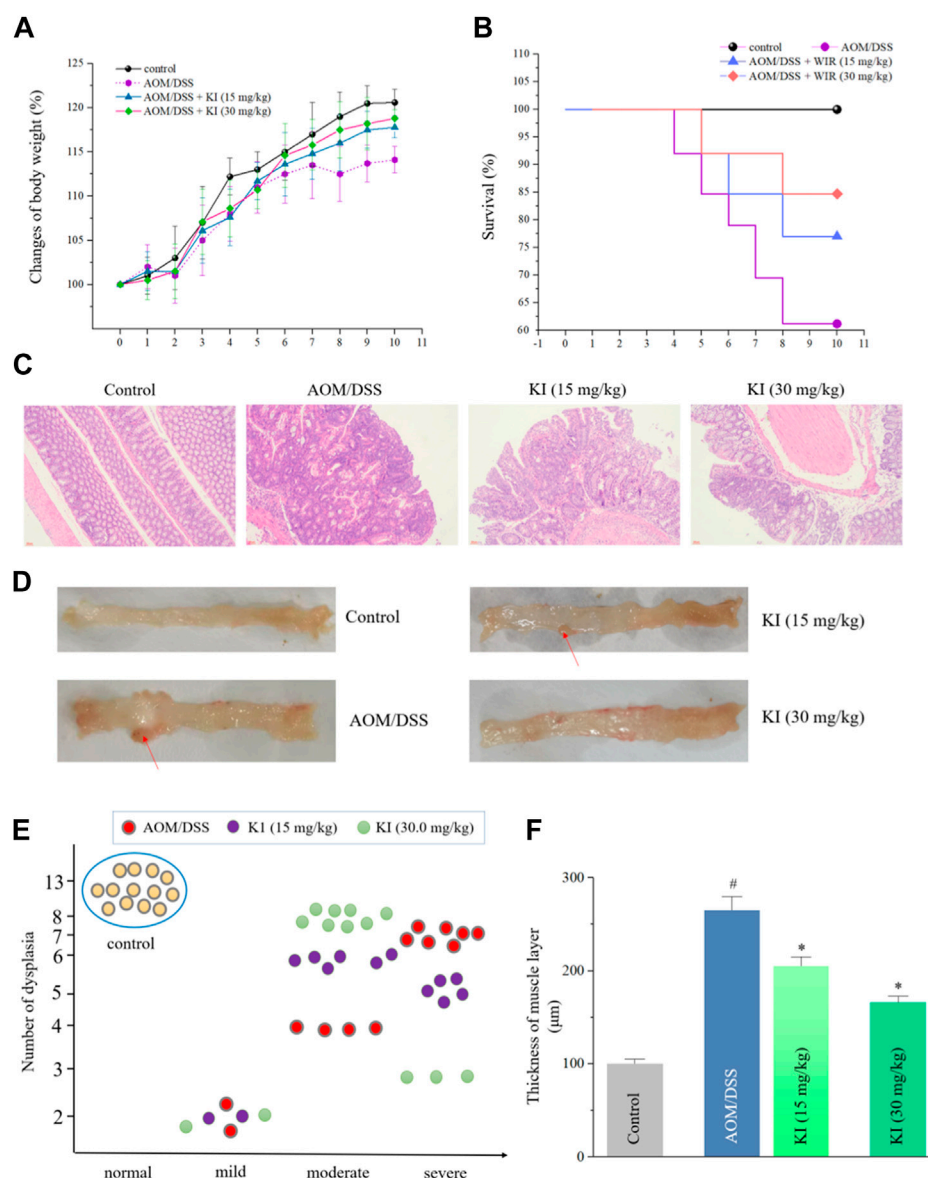 A
Changes of body weight (%)
125
120
115
110
105
100
control
AOM/DSS
AOM/DSS + KI (15 mg/kg)
AOM/DSS + KI (30 mg/kg)
0 1 2 3 4 5 6 7 8 9 10 11
B
control
AOM/DSS
AOM/DSS + WIR (15 mg/kg)
AOM/DSS + WIR (30 mg/kg)
Survival (%)
110
105
100
95
90
85
80
75
70
65
60
-1 0 1 2 3 4 5 6 7 8 9 10 11
C
Control
AOM/DSS
KI (15 mg/kg)
KI (30 mg/kg)
D
Control
KI (15 mg/kg)
AOM/DSS
KI (30 mg/kg)
E
AOM/DSS
K1 (15 mg/kg)
KI (30.0 mg/kg)
Number of dysplasia
13
8
7
6
5
4
3
2
control
normal mild moderate severe
F
Thickness of muscle layer
(μm)
300
200
100
0
#
*
*
Control
AOM/DSS
KI (15 mg/kg)
KI (30 mg/kg)